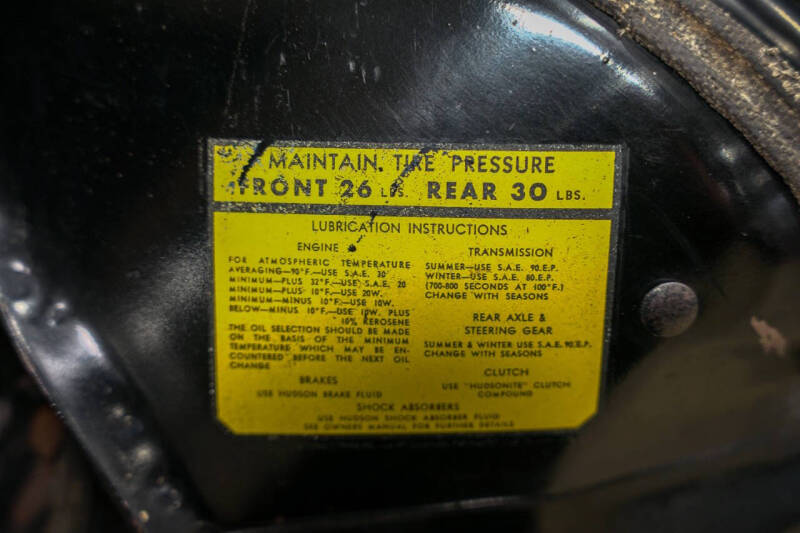 MAINTAIN TIRE PRESSURE
FRONT 26 LBS. REAR 30 LBS.
LUBRICATION INSTRUCTIONS
ENGINE
FOR ATMOSPHERIC TEMPERATURE
AVERAGING—90°F.—USE S.A.E. 30
MINIMUM—PLUS 32°F.—USE S.A.E. 20
MINIMUM—PLUS 10°F.—USE 20W.
MINIMUM—MINUS 10°F.—USE 10W.
BELOW—MINUS 10°F.—USE 10W. PLUS
10% KEROSENE
THE OIL SELECTION SHOULD BE MADE
ON THE BASIS OF THE MINIMUM
TEMPERATURE WHICH MAY BE EN-
COUNTERED BEFORE THE NEXT OIL
CHANGE
BRAKES
USE HUDSON BRAKE FLUID
TRANSMISSION
SUMMER—USE S.A.E. 90.E.P.
WINTER—USE S.A.E. 80.E.P.
(700-800 SECONDS AT 100°F.)
CHANGE WITH SEASONS
REAR AXLE &
STEERING GEAR
SUMMER & WINTER USE S.A.E. 90.E.P.
CHANGE WITH SEASONS
CLUTCH
USE "HUDSONITE" CLUTCH
COMPOUND
SHOCK ABSORBERS
USE HUDSON SHOCK ABSORBER FLUID
SEE OWNERS MANUAL FOR FURTHER DETAILS